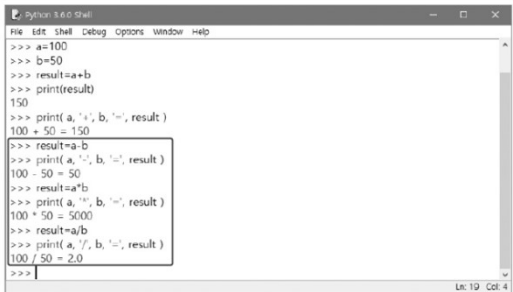 Python 3.6.0 Shell
File Edit Shell Debug Options Window Help
>>> a=100
>>> b=50
>>> result=a+b
>>> print(result)
150
>>> print( a, '+', b, '=', result )
100 + 50 = 150
>>> result=a-b
>>> print( a, '-', b, '=', result )
100 - 50 = 50
>>> result=a*b
>>> print( a, '*', b, '=', result )
100 * 50 = 5000
>>> result=a/b
>>> print( a, '/', b, '=', result )
100 / 50 = 2.0
>>>
Ln: 19 Col: 4